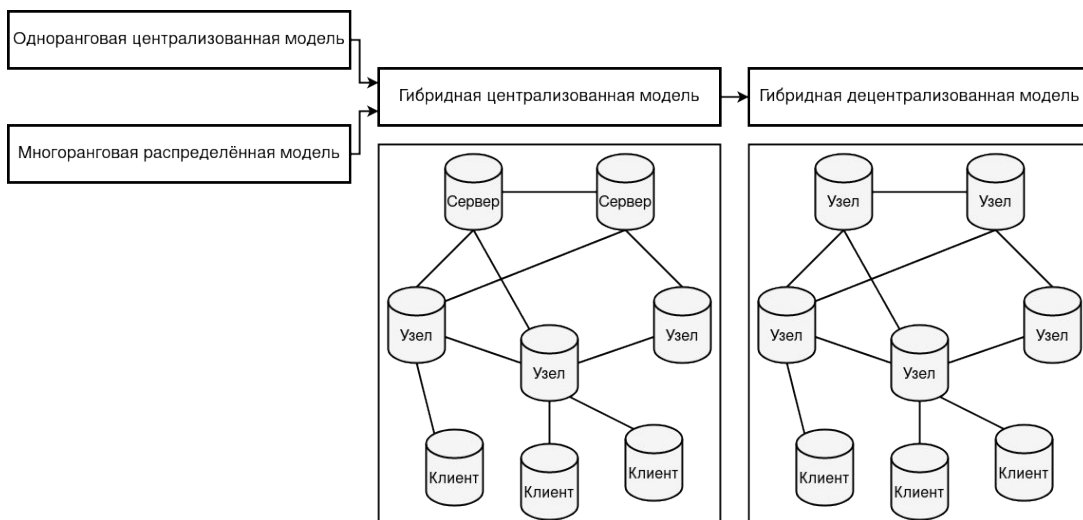 Одноранговая централизованная модель
Многоранговая распределённая модель
Гибридная централизованная модель
Гибридная децентрализованная модель
Сервер
Сервер
Узел
Узел
Узел
Клиент
Клиент
Клиент
Узел
Узел
Узел
Узел
Узел
Клиент
Клиент
Клиент